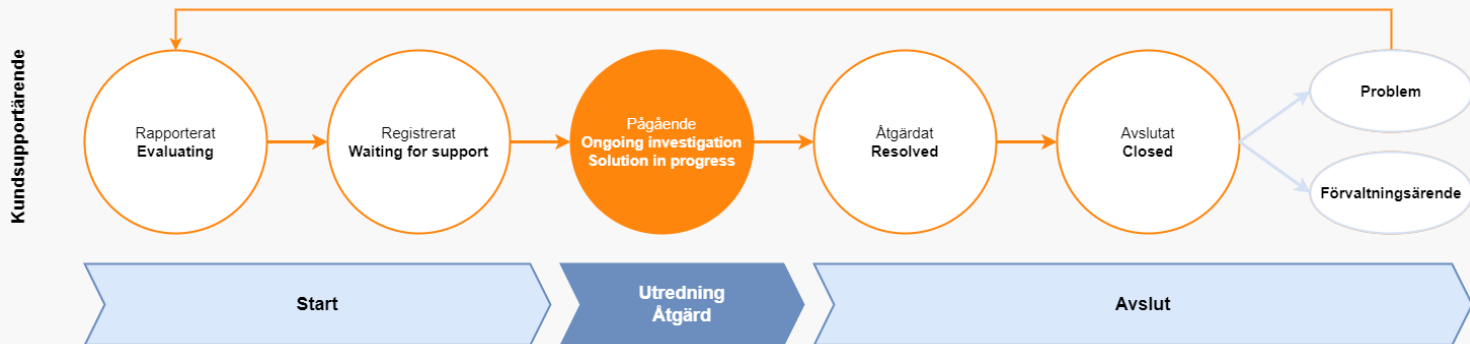 Kundsupportärende
Rapporterat
Evaluating
Registrerat
Waiting for support
Pågående
Ongoing investigation
Solution in progress
Åtgärdat
Resolved
Avslutat
Closed
Problem
Förvaltningsärende
Start
Utredning
Åtgärd
Avslut